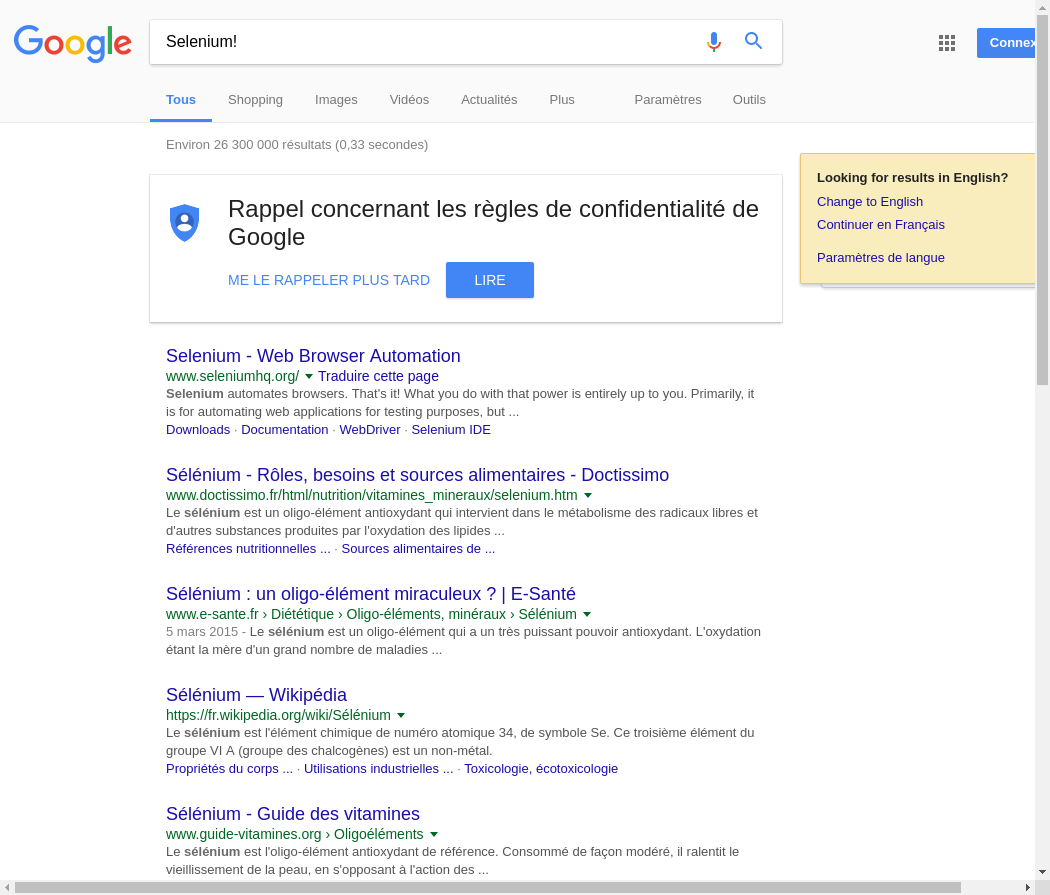 Google
Selenium!
Connex
Tous Shopping Images Vidéos Actualités Plus Paramètres Outils
Environ 26 300 000 résultats (0,33 secondes)
Looking for results in English?
Change to English
Continuer en Français
Paramètres de langue
Rappel concernant les règles de confidentialité de
Google
ME LE RAPPELER PLUS TARD LIRE
Selenium - Web Browser Automation
www.seleniumhq.org/ Traduire cette page
Selenium automates browsers. That's it! What you do with that power is entirely up to you. Primarily, it
is for automating web applications for testing purposes, but ...
Downloads · Documentation · WebDriver · Selenium IDE
Sélénium - Rôles, besoins et sources alimentaires - Doctissimo
www.doctissimo.fr/html/nutrition/vitamines_mineraux/selenium.htm
Le sélénium est un oligo-élément antioxydant qui intervient dans le métabolisme des radicaux libres et
d'autres substances produites par l'oxydation des lipides ...
Références nutritionnelles ... · Sources alimentaires de ...
Sélénium : un oligo-élément miraculeux ? | E-Santé
www.e-sante.fr › Diététique › Oligo-éléments, minéraux › Sélénium
5 mars 2015 - Le sélénium est un oligo-élément qui a un très puissant pouvoir antioxydant. L'oxydation
étant la mère d'un grand nombre de maladies ...
Sélénium — Wikipédia
https://fr.wikipedia.org/wiki/Sélénium
Le sélénium est l'élément chimique de numéro atomique 34, de symbole Se. Ce troisième élément du
groupe VI A (groupe des chalcogènes) est un non-métal.
Propriétés du corps ... · Utilisations industrielles ... · Toxicologie, écotoxicologie
Sélénium - Guide des vitamines
www.guide-vitamines.org › Oligoéléments
Le sélénium est l'oligo-élément antioxydant de référence. Consommé de façon modéré, il ralentit le
vieillissement de la peau, en s'opposant à l'action des ...